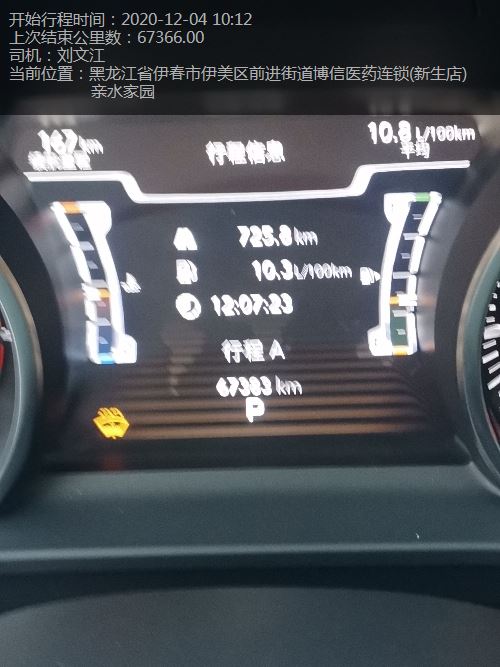 开始行程时间：2020-12-04 10:12
上次结束公里数：67366.00
司机：刘文江
当前位置：黑龙江省伊春市伊美区前进街道博信医药连锁(新生店)
亲水家园
167 km
10.8 L/100km
行程信息
平均
725.8 km
10.3 L/100km
12:07:23
行程 A
67383 km
P